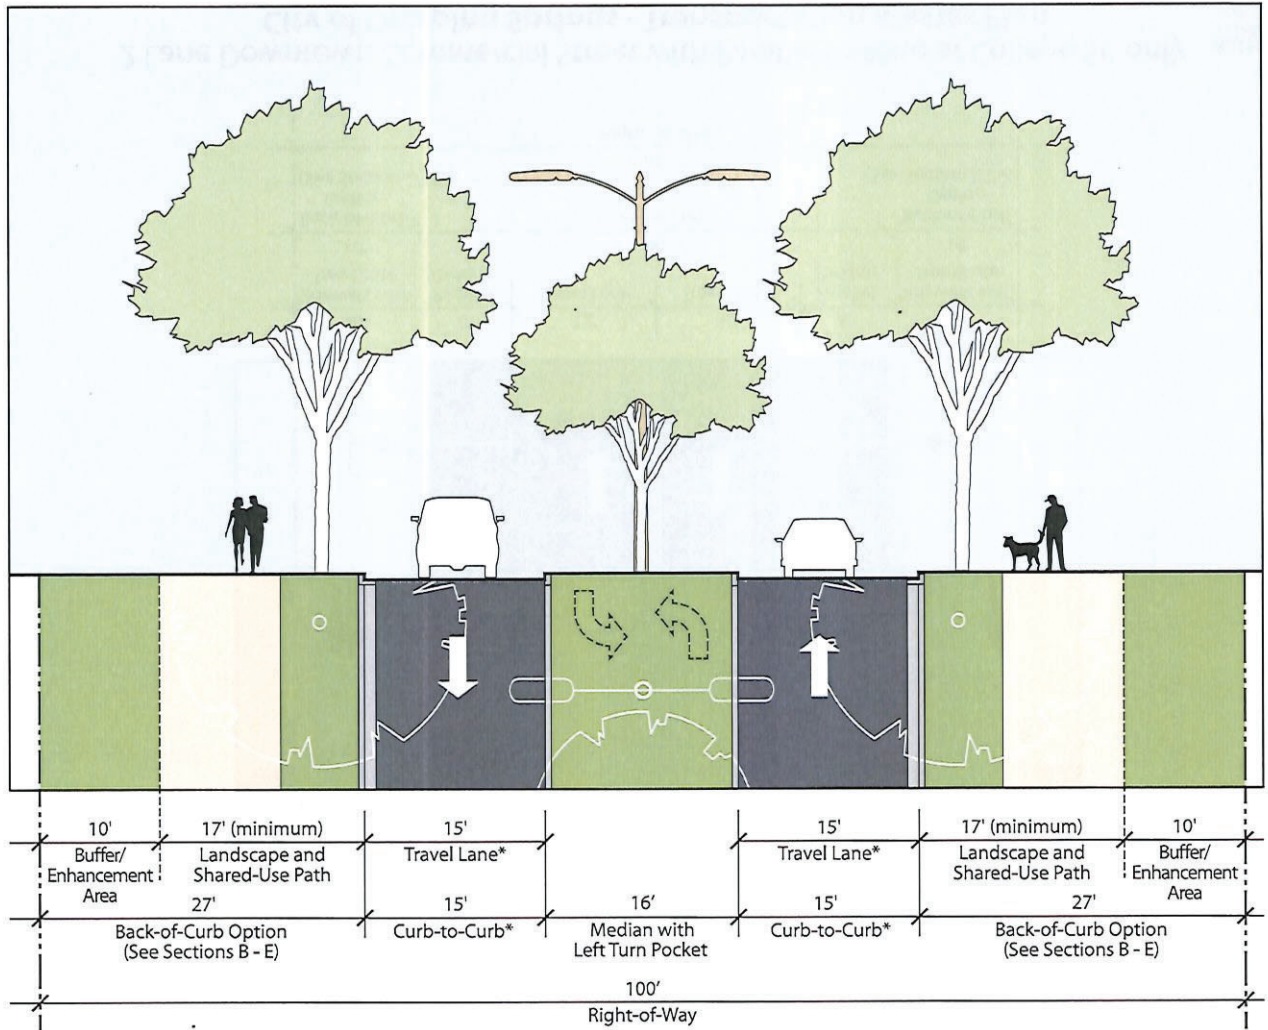 10'
17' (minimum)
15'
15'
17' (minimum)
10'
Buffer/
Enhancement
Area
Landscape and
Shared-Use Path
Travel Lane*
Travel Lane*
Landscape and
Shared-Use Path
Buffer/
Enhancement
Area
27'
15'
16'
15'
27'
Back-of-Curb Option
(See Sections B - E)
Curb-to-Curb*
Median with
Left Turn Pocket
Curb-to-Curb*
Back-of-Curb Option
(See Sections B - E)
100'
Right-of-Way